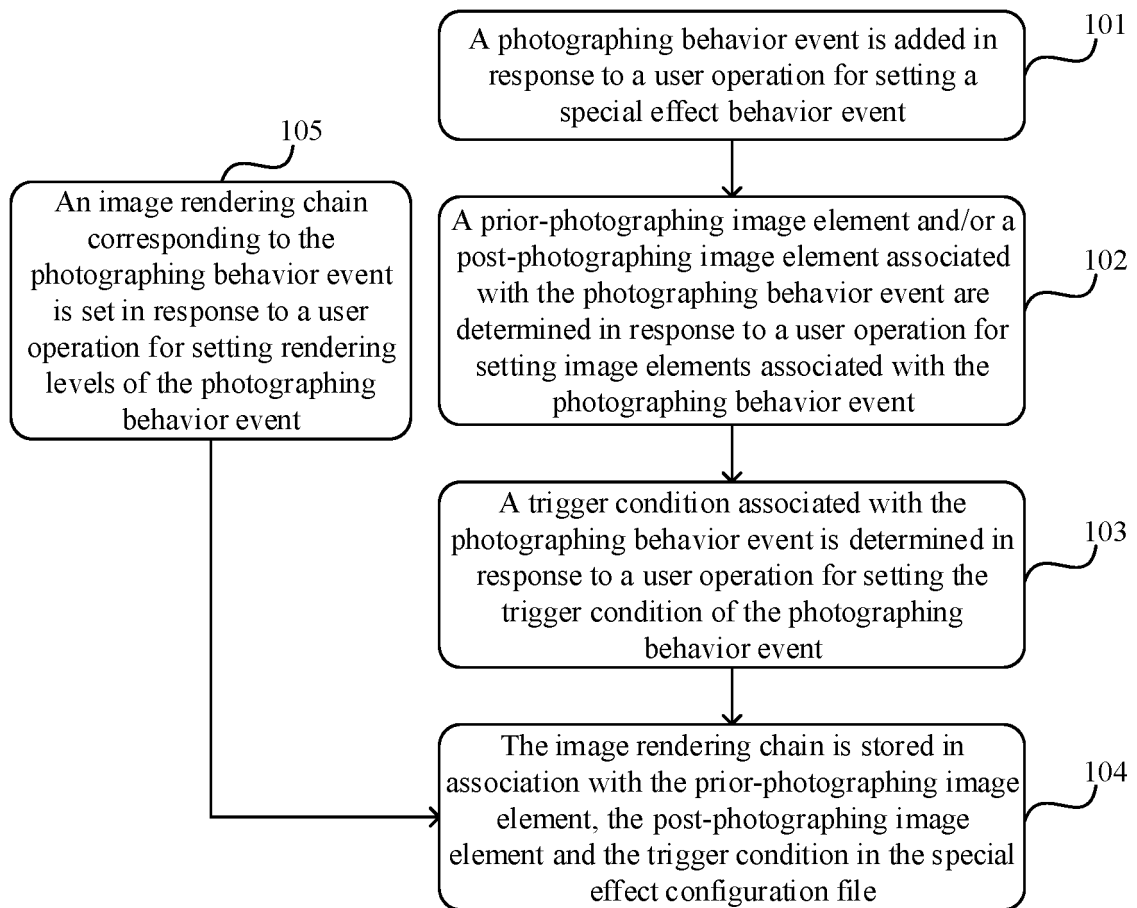 101
A photographing behavior event is added in
response to a user operation for setting a
special effect behavior event
105
An image rendering chain
corresponding to the
photographing behavior event
is set in response to a user
operation for setting rendering
levels of the photographing
behavior event
102
A prior-photographing image element and/or a
post-photographing image element associated
with the photographing behavior event are
determined in response to a user operation for
setting image elements associated with the
photographing behavior event
103
A trigger condition associated with the
photographing behavior event is determined in
response to a user operation for setting the
trigger condition of the photographing
behavior event
104
The image rendering chain is stored in
association with the prior-photographing image
element, the post-photographing image
element and the trigger condition in the special
effect configuration file